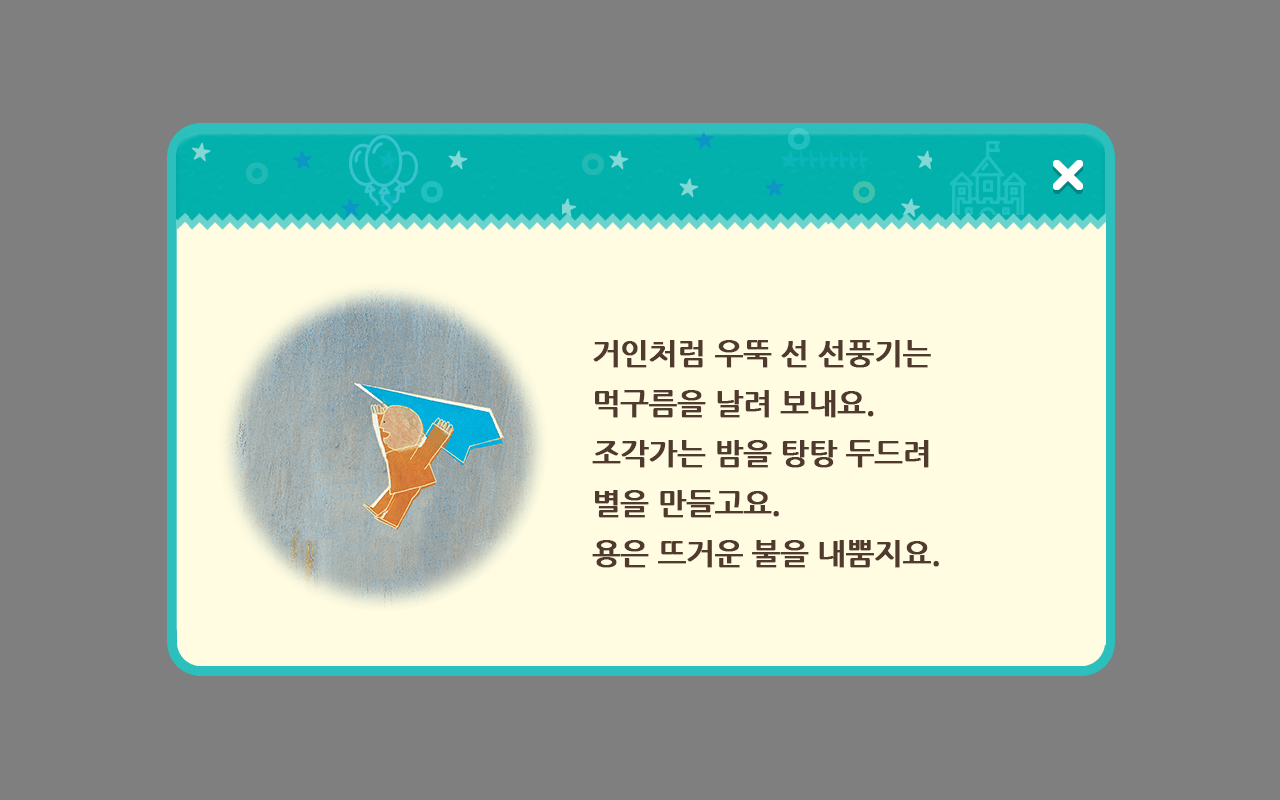 거인처럼 우뚝 선 선풍기는
먹구름을 날려 보내요.
조각가는 밤을 탕탕 두드려
별을 만들고요.
용은 뜨거운 불을 내뿜지요.